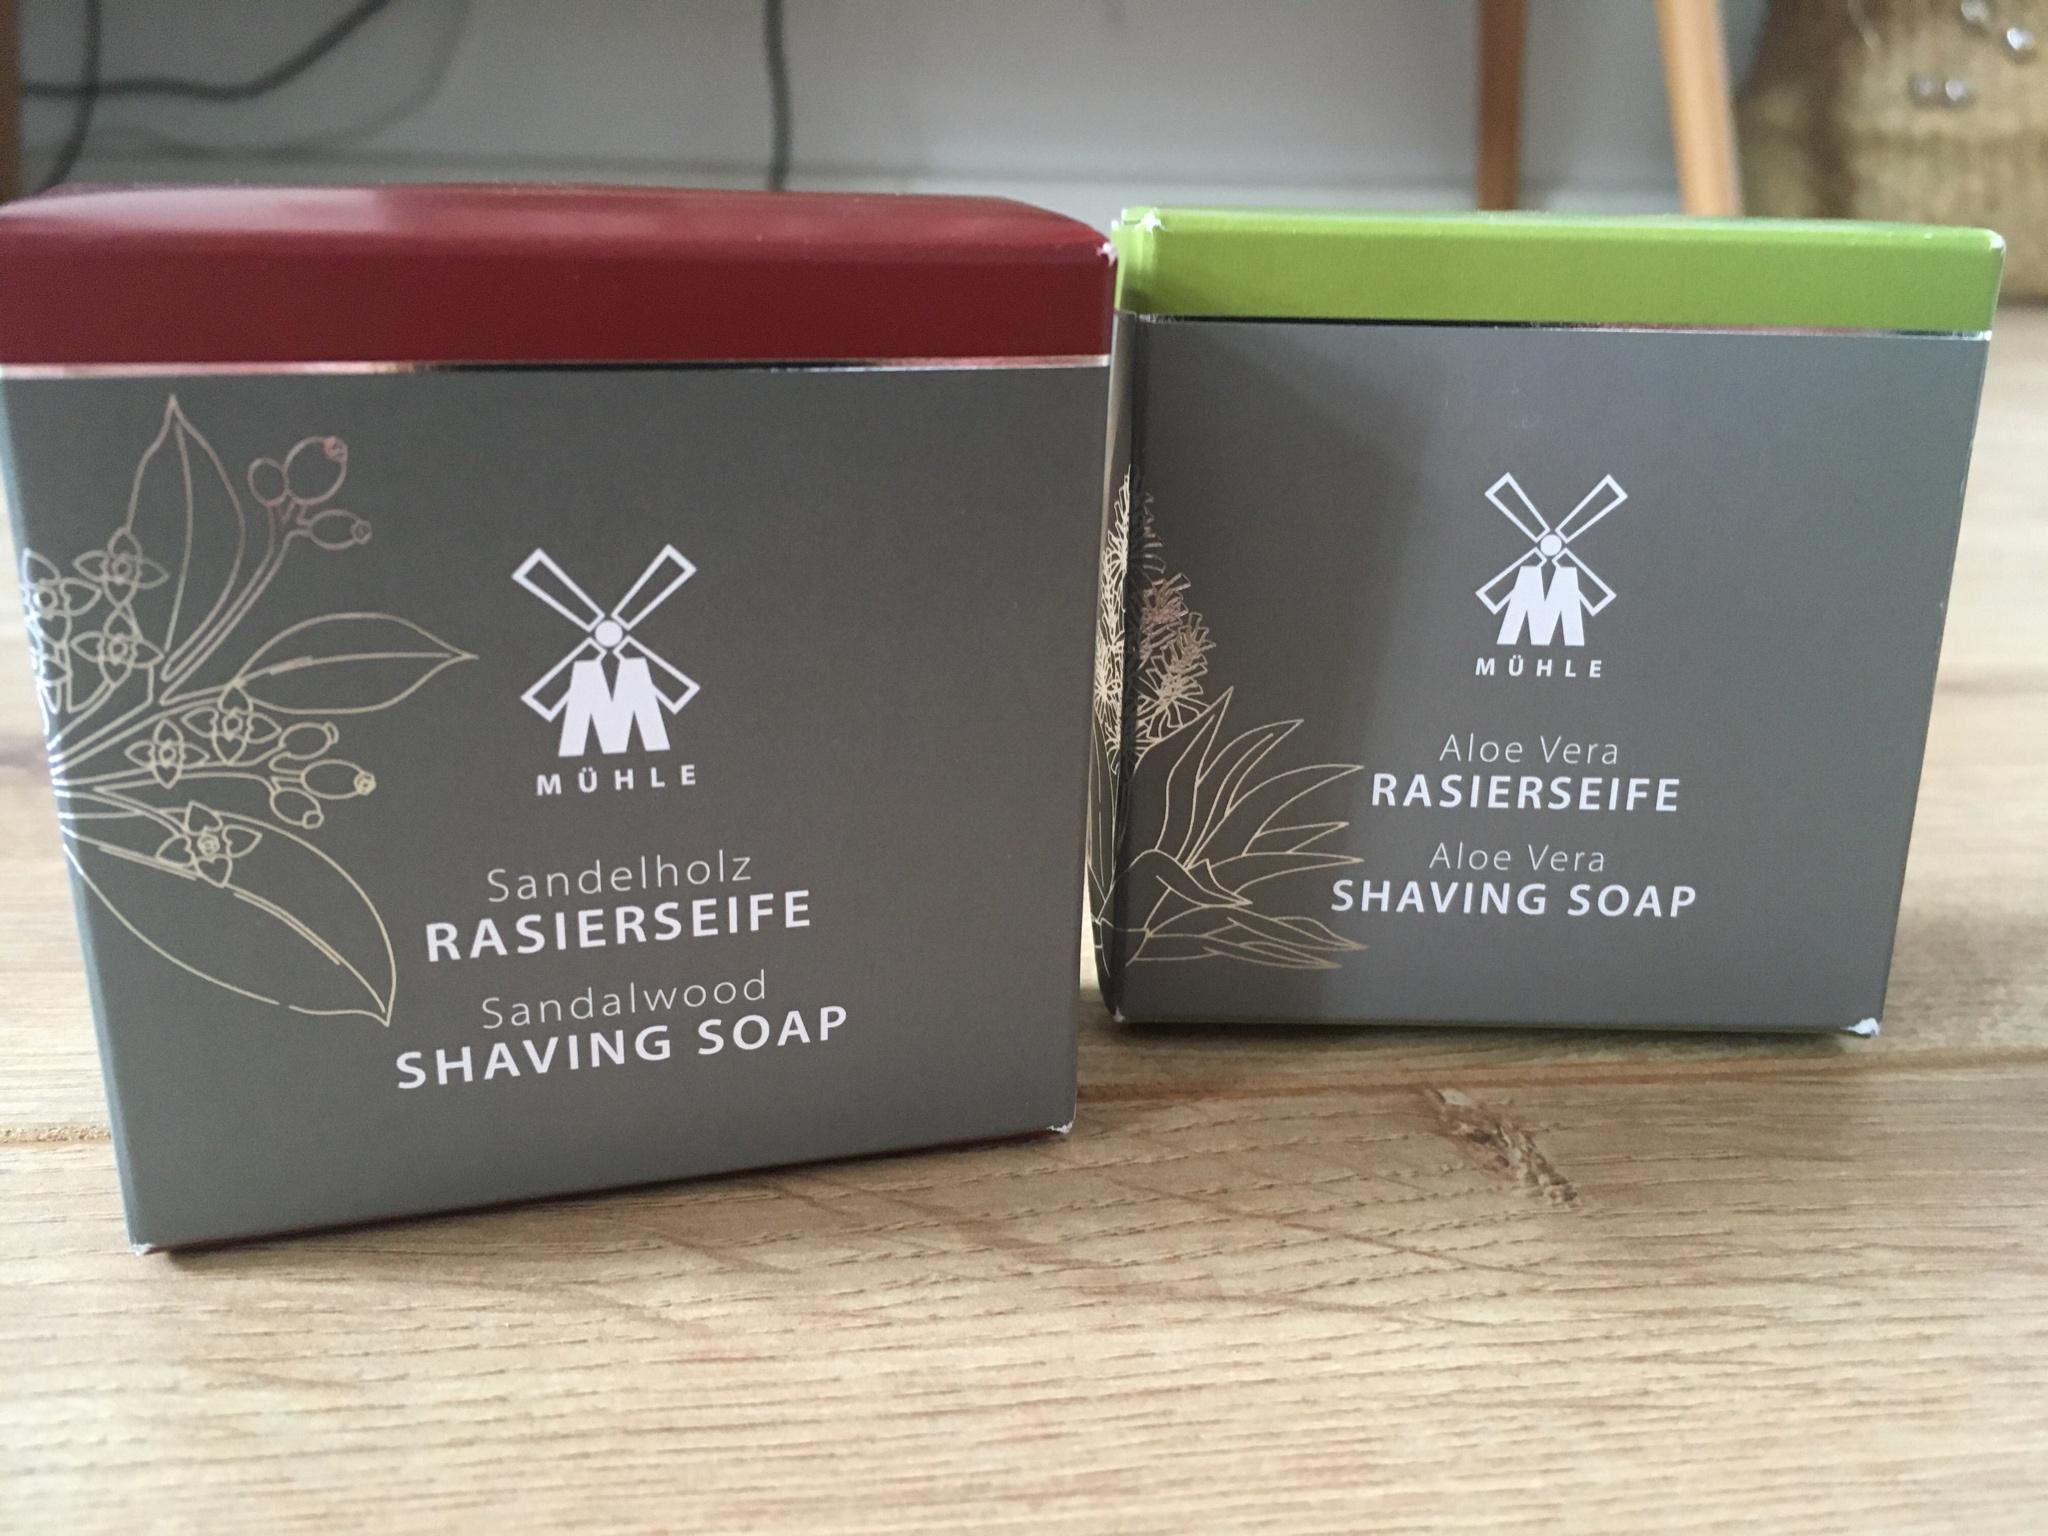 M
MÜHLE
Sandelholz
RASIERSEIFE
Sandalwood
SHAVING SOAP
M
MÜHLE
Aloe Vera
RASIERSEIFE
Aloe Vera
SHAVING SOAP